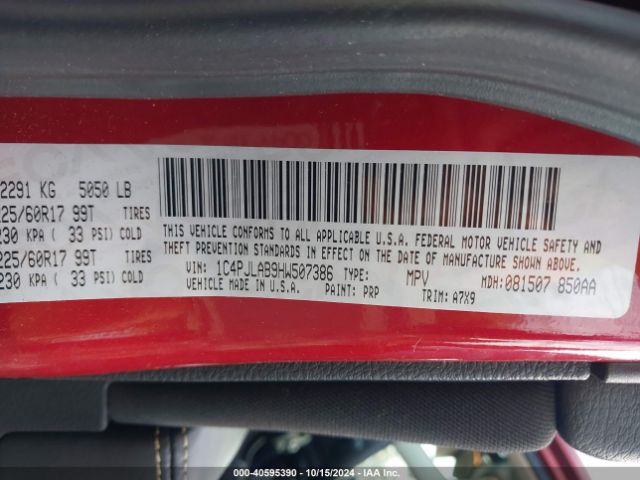 2291 KG 5050 LB
225/60R17 99T TIRES
230 KPA ( 33 PSI) COLD
225/60R17 99T TIRES
230 KPA ( 33 PSI) COLD
THIS VEHICLE CONFORMS TO ALL APPLICABLE U.S.A. FEDERAL MOTOR VEHICLE SAFETY AND
THEFT PREVENTION STANDARDS IN EFFECT ON THE DATE OF MANUFACTURE SHOWN ABOVE.
VIN: 1C4PJLAB9HW507386 TYPE: MPV MDH: 081507 850AA
VEHICLE MADE IN U.S.A. PAINT: PRP TRIM: A7X9
000-40595390 | 10/15/2024 | IAA Inc.